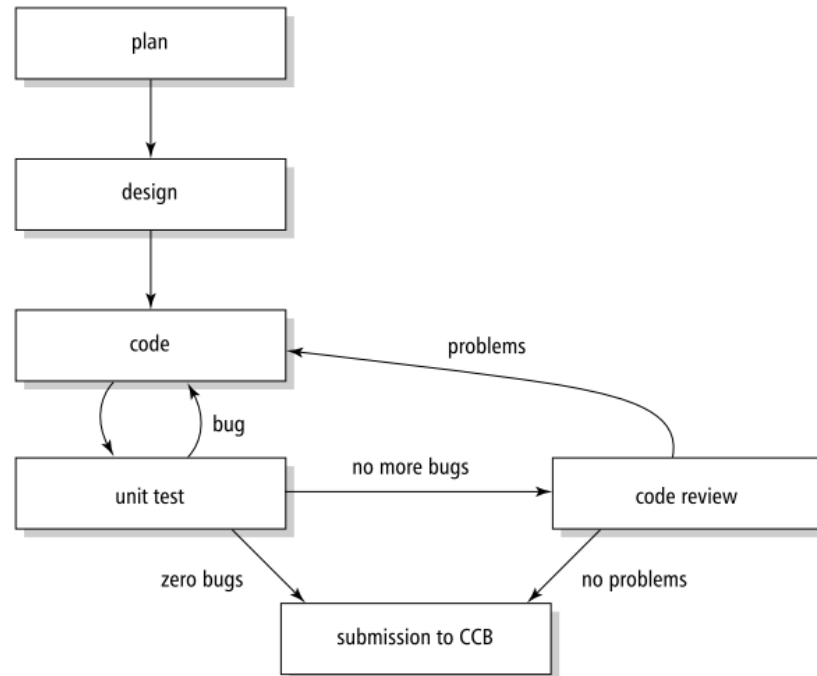 plan
design
code
problems
bug
no more bugs
unit test
code review
zero bugs
no problems
submission to CCB